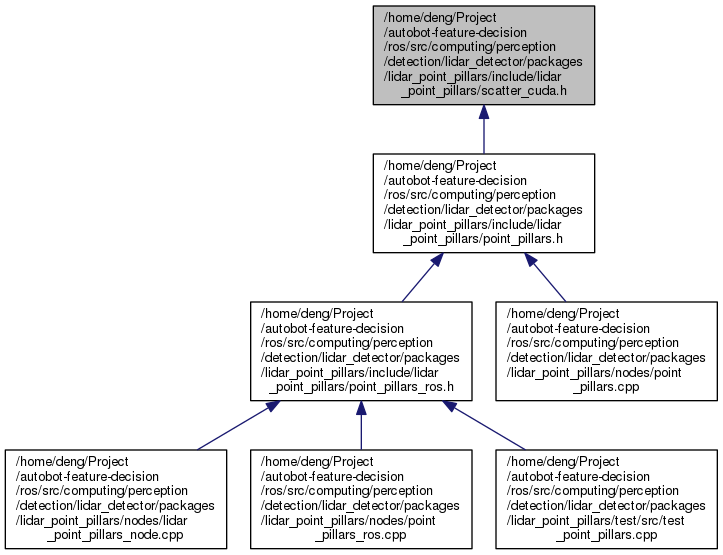 /home/deng/Project
/autobot-feature-decision
/ros/src/computing/perception
/detection/lidar_detector/packages
/lidar_point_pillars/include/lidar
_point_pillars/scatter_cuda.h
/home/deng/Project
/autobot-feature-decision
/ros/src/computing/perception
/detection/lidar_detector/packages
/lidar_point_pillars/include/lidar
_point_pillars/point_pillars.h
/home/deng/Project
/autobot-feature-decision
/ros/src/computing/perception
/detection/lidar_detector/packages
/lidar_point_pillars/include/lidar
_point_pillars/point_pillars_ros.h
/home/deng/Project
/autobot-feature-decision
/ros/src/computing/perception
/detection/lidar_detector/packages
/lidar_point_pillars/nodes/point
_pillars.cpp
/home/deng/Project
/autobot-feature-decision
/ros/src/computing/perception
/detection/lidar_detector/packages
/lidar_point_pillars/nodes/lidar
_point_pillars_node.cpp
/home/deng/Project
/autobot-feature-decision
/ros/src/computing/perception
/detection/lidar_detector/packages
/lidar_point_pillars/nodes/point
_pillars_ros.cpp
/home/deng/Project
/autobot-feature-decision
/ros/src/computing/perception
/detection/lidar_detector/packages
/lidar_point_pillars/test/src/test
_point_pillars.cpp